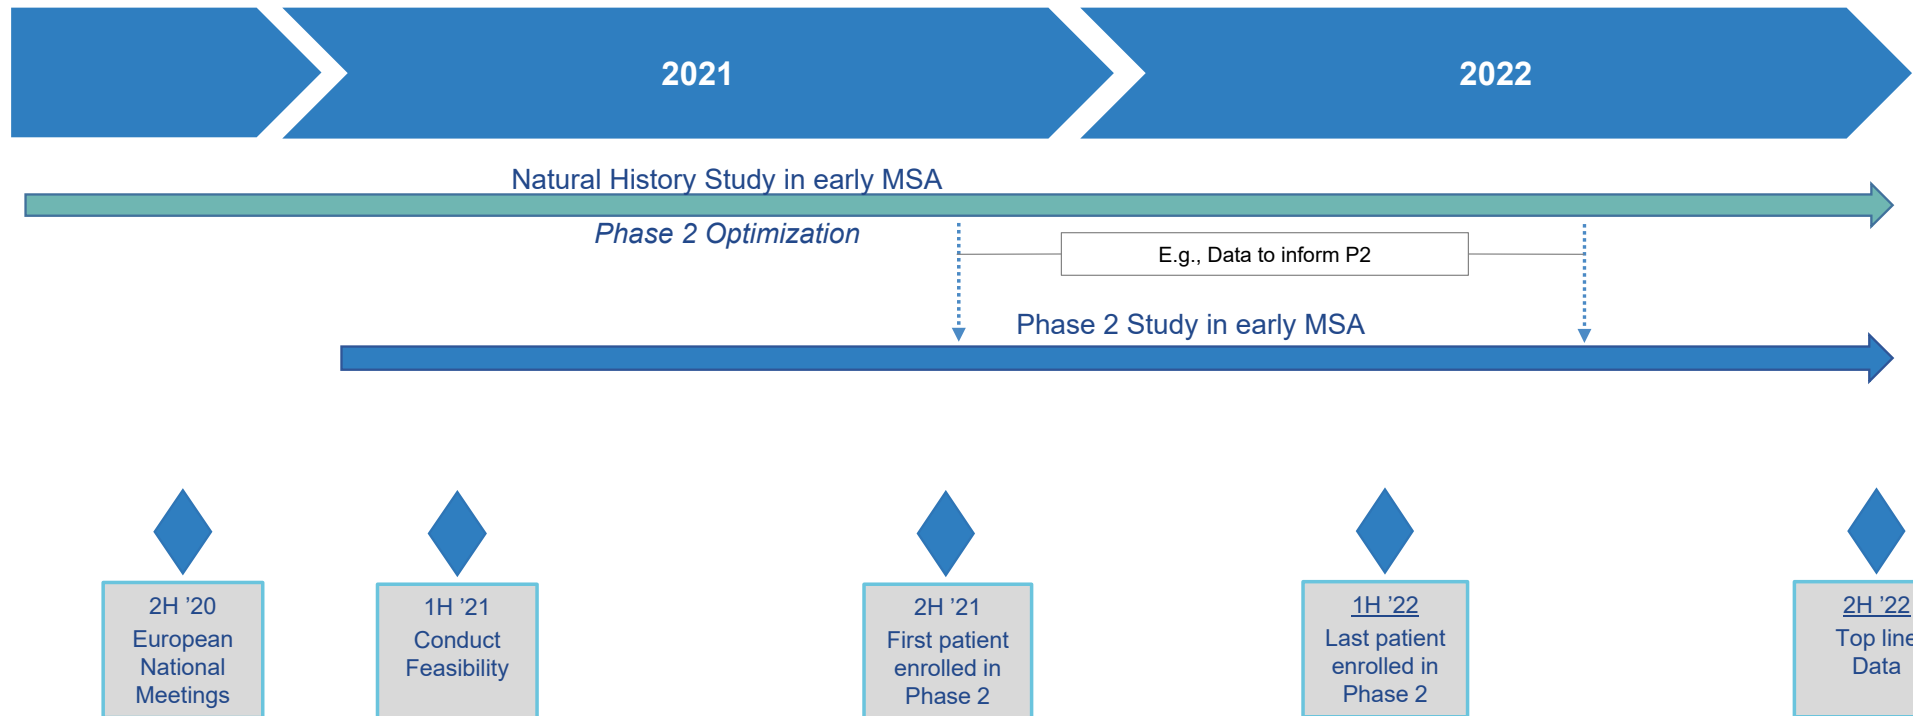 2021
2022
Natural History Study in early MSA
Phase 2 Optimization
E.g., Data to inform P2
Phase 2 Study in early MSA
2H ’20
European
National
Meetings
1H ’21
Conduct
Feasibility
2H ’21
First patient
enrolled in
Phase 2
1H ’22
Last patient
enrolled in
Phase 2
2H ’22
Top line
Data